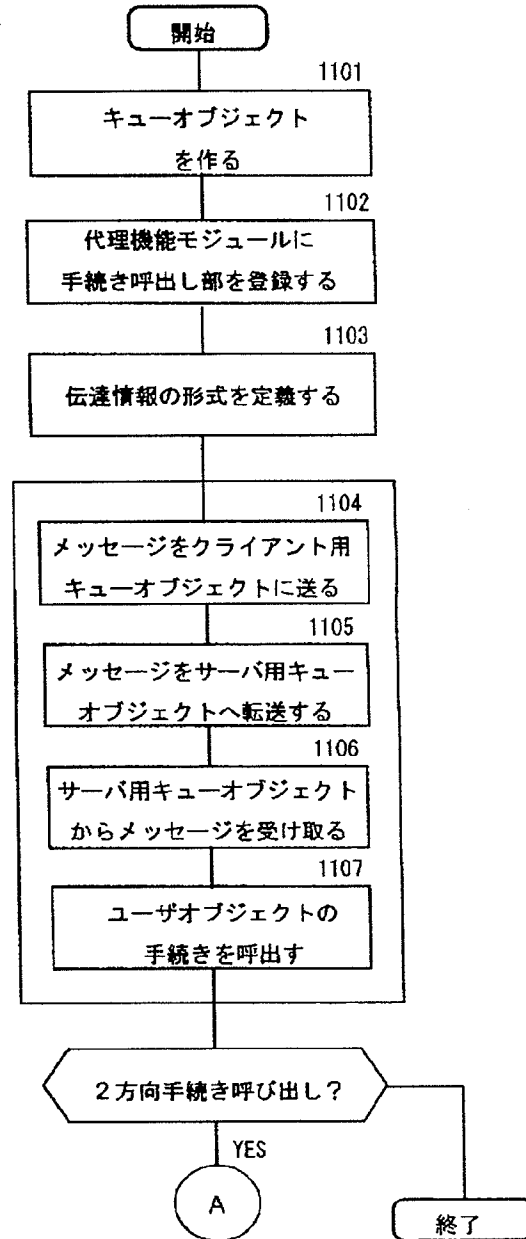 開始
1101
キューオブジェクト
を作る
1102
代理機能モジュールに
手続き呼出し部を登録する
1103
伝達情報の形式を定義する
1104
メッセージをクライアント用
キューオブジェクトに送る
1105
メッセージをサーバ用キュー
オブジェクトへ転送する
1106
サーバ用キューオブジェクト
からメッセージを受け取る
1107
ユーザオブジェクトの
手続きを呼出す
2方向手続き呼び出し？
YES
A
終了